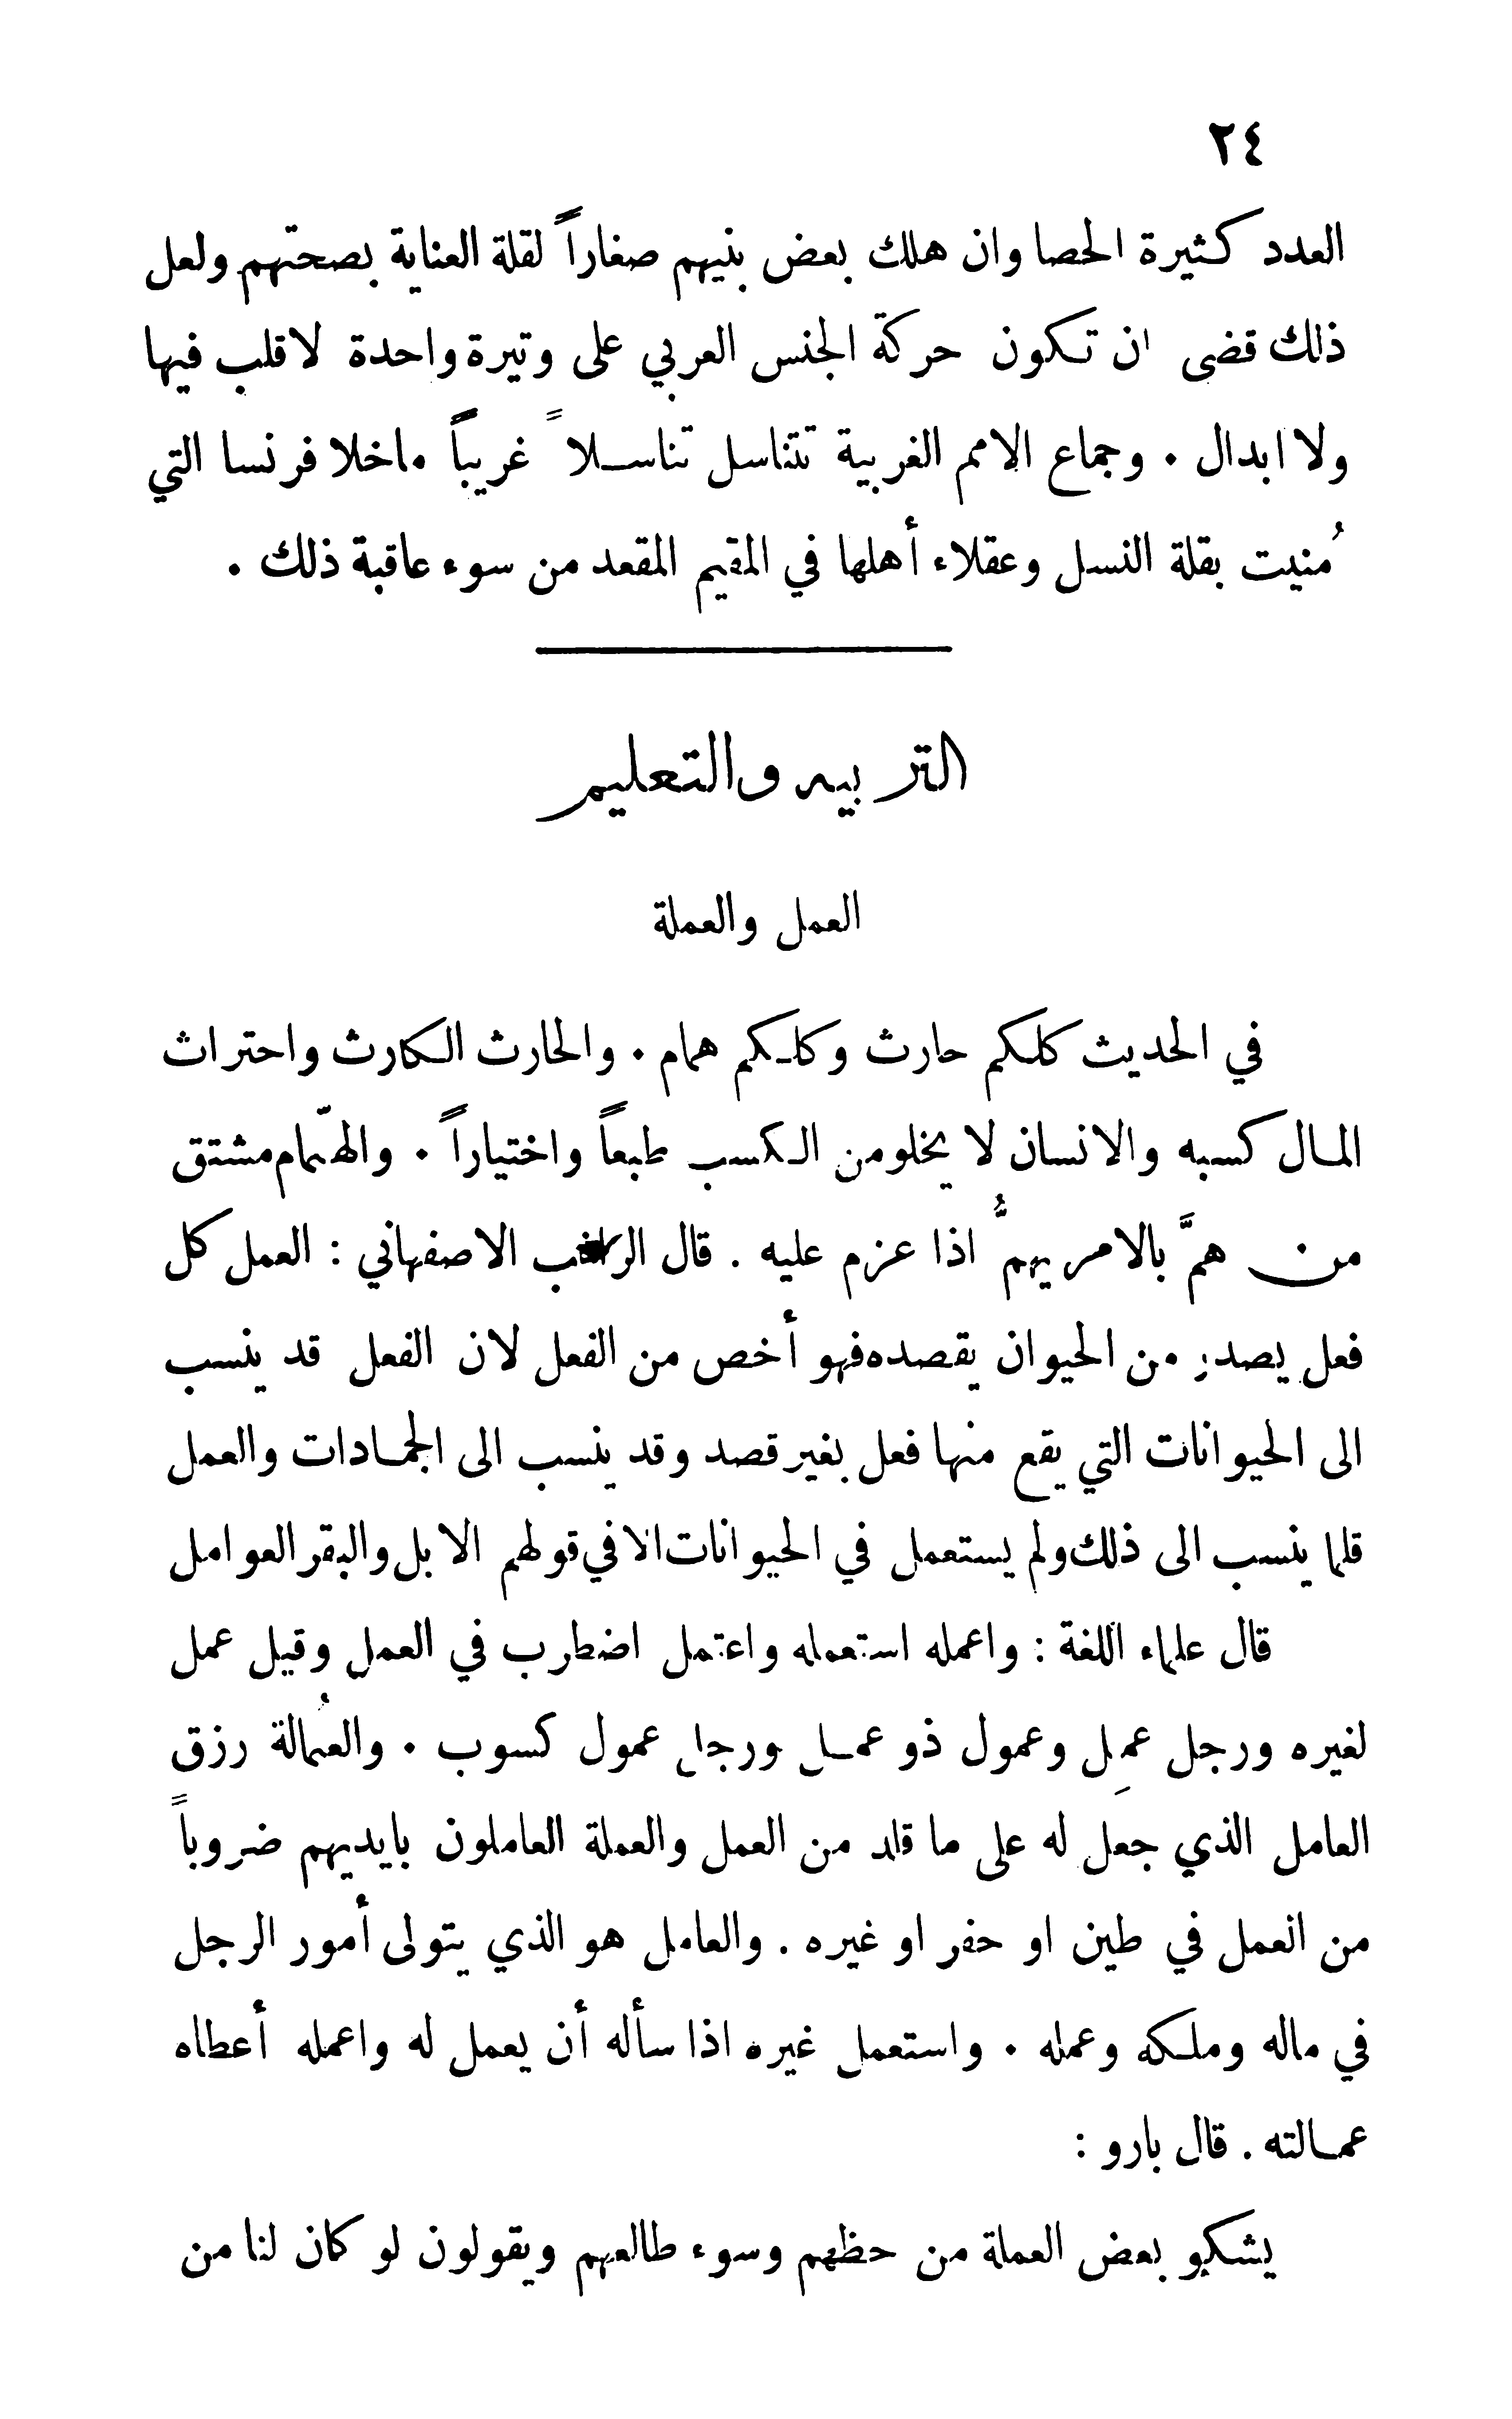 ٢٤
العدد كثيرة الحصا وان هلك بعض بنيهم صغاراً لقلة العناية بصحتهم ولعل
ذلك قضى ان تكون حركة الجنس العربي على وتيرة واحدة لا قلب فيها
ولا ابدال . وجماع الامم الغربية تتناسل تناسلاً غريباً ماخلا فرنسا التي
مُنيت بقلة النسل وعقلاء أهلها في المقيم المقعد من سوء عاقبة ذلك .
التربيه والتعليم
العمل والعملة
في الحديث كلكم حارث وكلكم همام . والحارث الكارث واحتراث
المال كسبه والانسان لا يخلو من الكسب طبعاً واختياراً . والهمّام مشتق
من همَّ بالامر يهمُّ اذا عزم عليه . قال الراغب الاصفهاني : العمل كل
فعل يصدر من الحيوان يقصده فهو أخص من الفعل لان الفعل قد ينسب
الى الحيوانات التي يقع منها فعل بغير قصد وقد ينسب الى الجمادات والعمل
قلما ينسب الى ذلك ولم يستعمل في الحيوانات الا في قولهم الابل والبقر العوامل
قال علماء اللغة : واعمله استعمله واعتمل اضطرب في العمل وقيل عمل
لغيره ورجل عمِل وعمول ذو عمل ورجل عمول كسوب . والعُمالة رزق
العامل الذي جعل له على ما قلد من العمل والعملة العاملون بايديهم ضروباً
من العمل في طين او حفر او غيره . والعامل هو الذي يتولى أمور الرجل
في ماله وملكه وعمله . واستعمل غيره اذا سأله أن يعمل له واعمله أعطاه
عمالته . قال بارو :
يشكو بعض العملة من حظهم وسوء طالعهم ويقولون لو كان لنا من